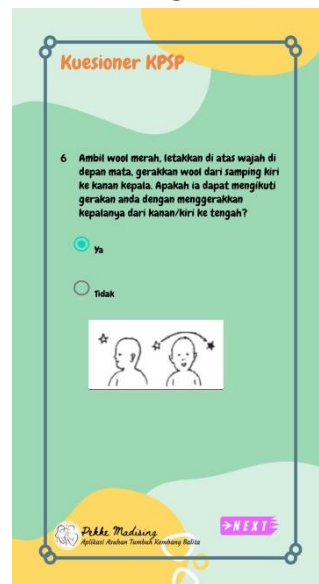 Kuesioner KPSP
6 Ambil wool merah, letakkan di atas wajah di
depan mata, gerakkan wool dari samping kiri
ke kanan kepala. Apakah ia dapat mengikuti
gerakan anda dengan menggerakkan
kepalanya dari kanan/kiri ke tengah?
Ya
Tidak
Pekke Madising
Aplikasi Asuhan Tumbuh Kembang Balita
NEXT